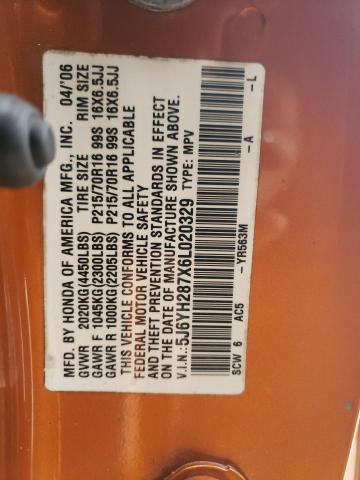 MFD. BY HONDA OF AMERICA MFG., INC. 04/'06
GVWR 2020KG(4450LBS) TIRE SIZE RIM SIZE
GAWR F 1045KG(2300LBS) P215/70R16 99S 16X6.5JJ
GAWR R 1000KG(2205LBS) P215/70R16 99S 16X6.5JJ
THIS VEHICLE CONFORMS TO ALL APPLICABLE
FEDERAL MOTOR VEHICLE SAFETY
AND THEFT PREVENTION STANDARDS IN EFFECT
ON THE DATE OF MANUFACTURE SHOWN ABOVE.
V.I.N.: 5J6YH287X6L020329 TYPE: MPV
-YR563M -A -L
SCW 6 AC5